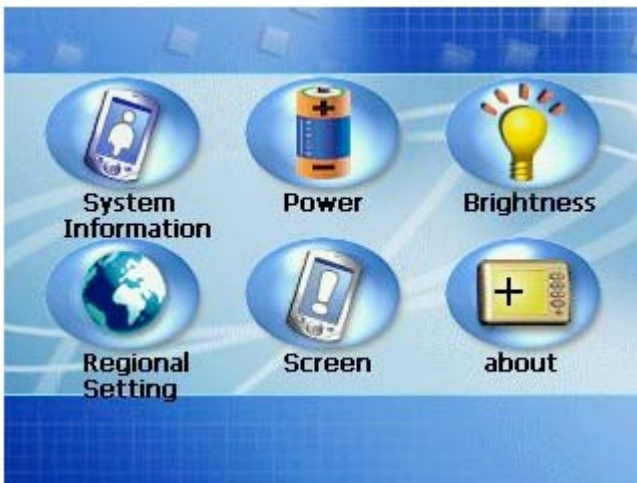 System
Information
Power
Brightness
Regional
Setting
Screen
about